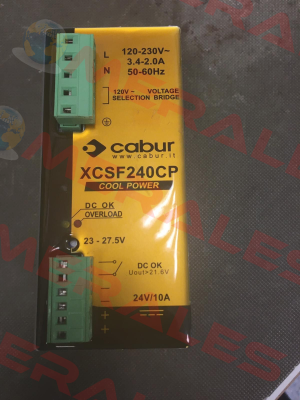 L 120-230V~
3.4-2.0A
N 50-60Hz
120V ~ VOLTAGE
SELECTION BRIDGE
cabur
www.cabur.it
XCSF240CP
COOL POWER
DC OK
OVERLOAD
23 - 27.5V
DC OK
Uout>21.6V
24V/10A